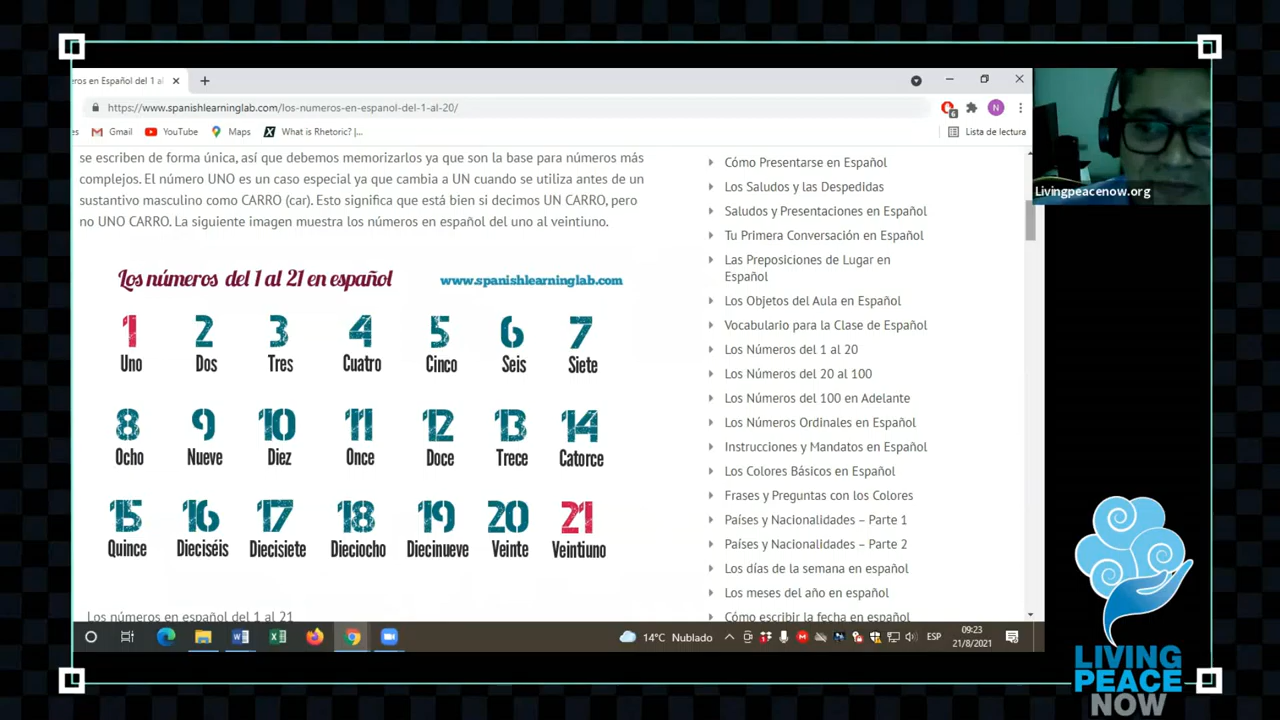 ros en Español del 1 al
https://www.spanishlearninglab.com/los-numeros-en-espanol-del-1-al-20/
Gmail YouTube Maps What is Rhetoric? |... Lista de lectura
se escriben de forma única, así que debemos memorizarlos ya que son la base para números más
complejos. El número UNO es un caso especial ya que cambia a UN cuando se utiliza antes de un
sustantivo masculino como CARRO (car). Esto significa que está bien si decimos UN CARRO, pero
no UNO CARRO. La siguiente imagen muestra los números en español del uno al veintiuno.
Los números del 1 al 21 en español www.spanishlearninglab.com
1 2 3 4 5 6 7
Uno Dos Tres Cuatro Cinco Seis Siete
8 9 10 11 12 13 14
Ocho Nueve Diez Once Doce Trece Catorce
15 16 17 18 19 20 21
Quince Dieciséis Diecisiete Dieciocho Diecinueve Veinte Veintiuno
Los números en español del 1 al 21
Cómo Presentarse en Español
Los Saludos y las Despedidas
Saludos y Presentaciones en Español
Tu Primera Conversación en Español
Las Preposiciones de Lugar en
Español
Los Objetos del Aula en Español
Vocabulario para la Clase de Español
Los Números del 1 al 20
Los Números del 20 al 100
Los Números del 100 en Adelante
Los Números Ordinales en Español
Instrucciones y Mandatos en Español
Los Colores Básicos en Español
Frases y Preguntas con los Colores
Países y Nacionalidades – Parte 1
Países y Nacionalidades – Parte 2
Los días de la semana en español
Los meses del año en español
Cómo escribir la fecha en español
14°C Nublado ESP 09:23
21/8/2021
Livingpeacenow.org
LIVING
PEACE
NOW